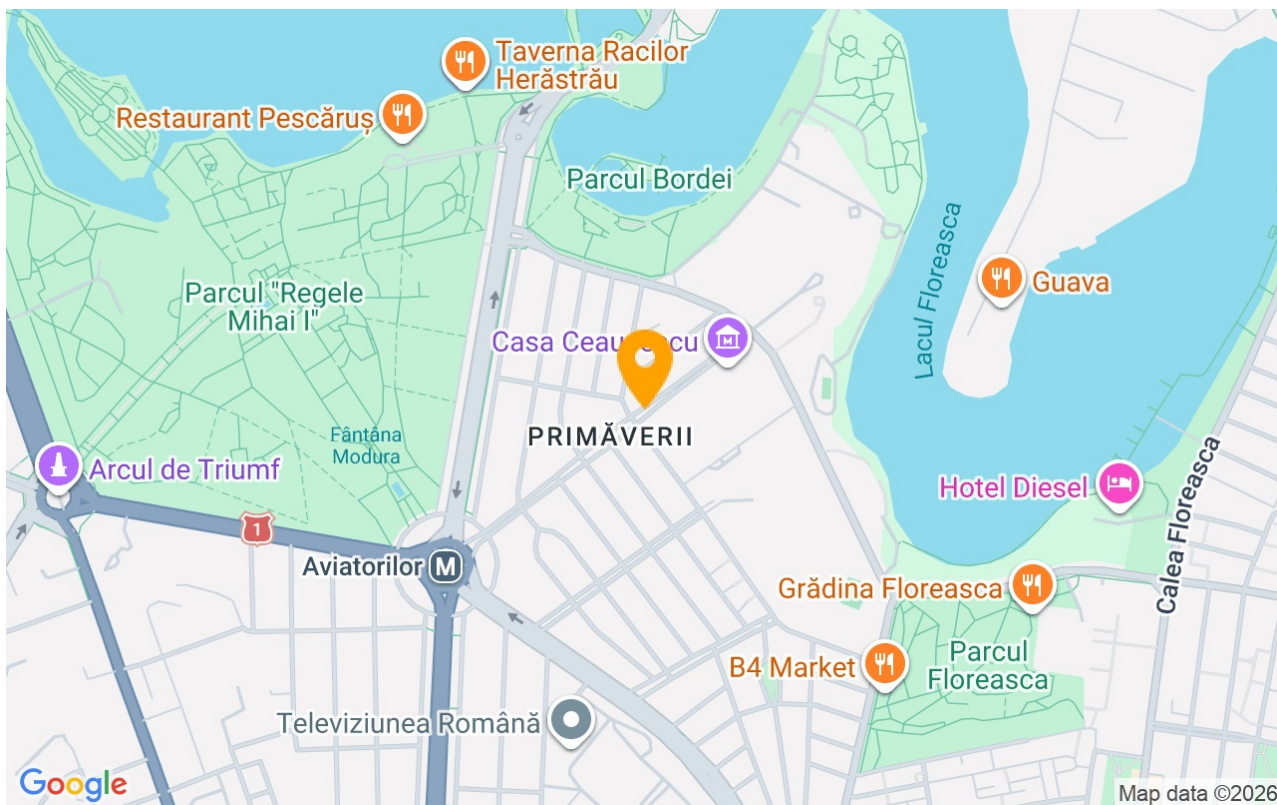 Taverna Racilor
Herăstrău
Restaurant Pescăruș
Parcul Bordei
Lacul Floreasca
Guava
Parcul "Regele
Mihai I"
Casa
PRIMĂVERII
Fântâna
Modura
Arcul de Triumf
1
Hotel Diesel
Calea Floreasca
Aviatorilor M
Grădina Floreasca
B4 Market
Parcul
Floreasca
Televiziunea Română
Google
Map data ©2026